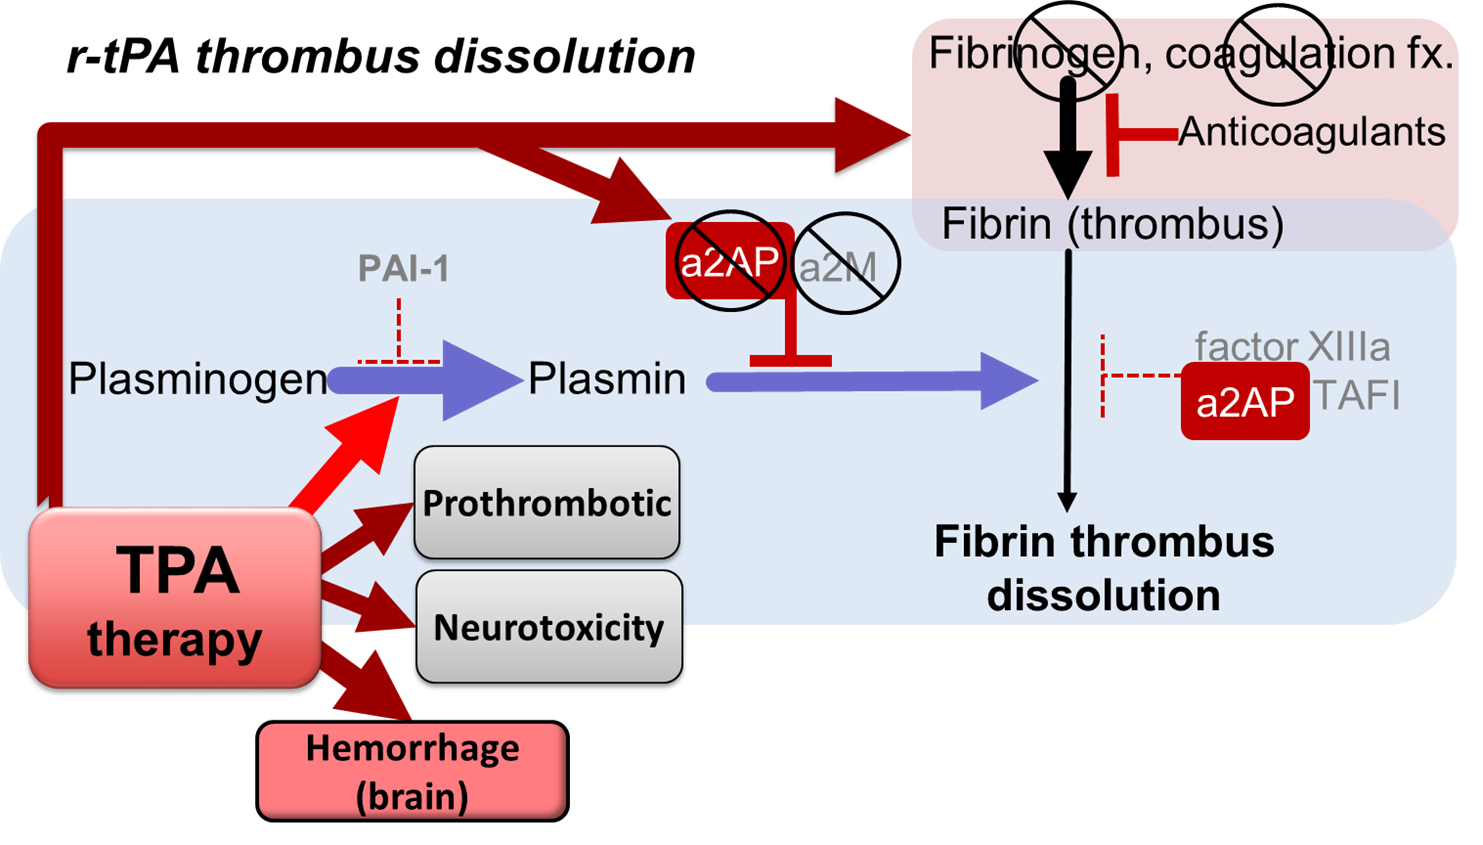 r-tPA thrombus dissolution
Fibrinogen, coagulation fx.
Anticoagulants
Fibrin (thrombus)
PAI-1
a2AP
a2M
Plasminogen
Plasmin
factor XIIIa
a2AP
TAFI
Prothrombotic
Neurotoxicity
TPA
therapy
Fibrin thrombus
dissolution
Hemorrhage
(brain)